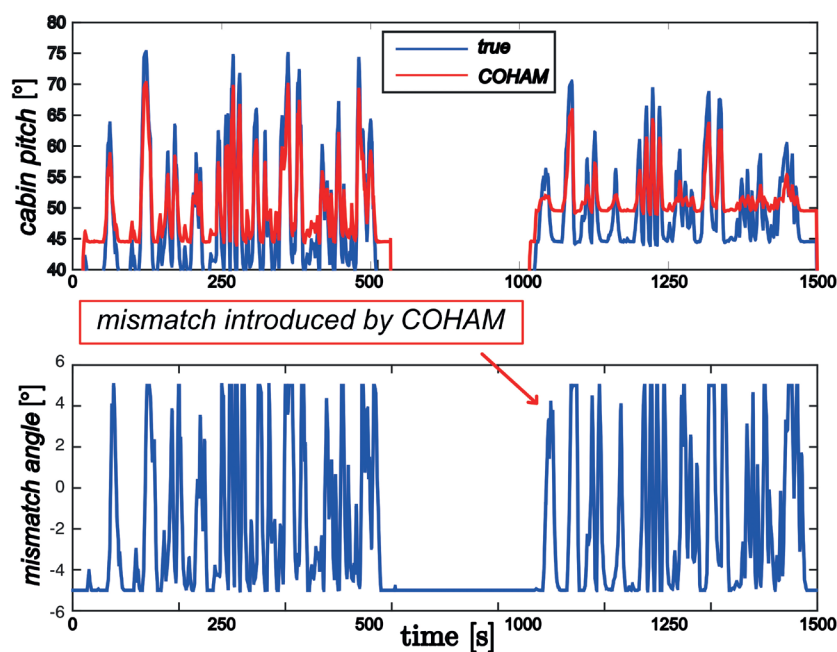 80
75
70
65
60
55
50
45
40
cabin pitch [°]
true
COHAM
0 250 500 1000 1250 1500
mismatch introduced by COHAM
6
4
2
0
-2
-4
-6
mismatch angle [°]
0 250 500 1000 1250 1500
time [s]